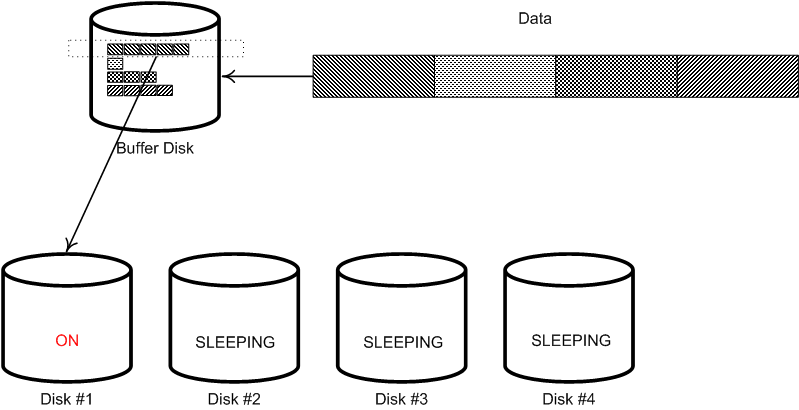 Data
Buffer Disk
ON
SLEEPING
SLEEPING
SLEEPING
Disk #1
Disk #2
Disk #3
Disk #4